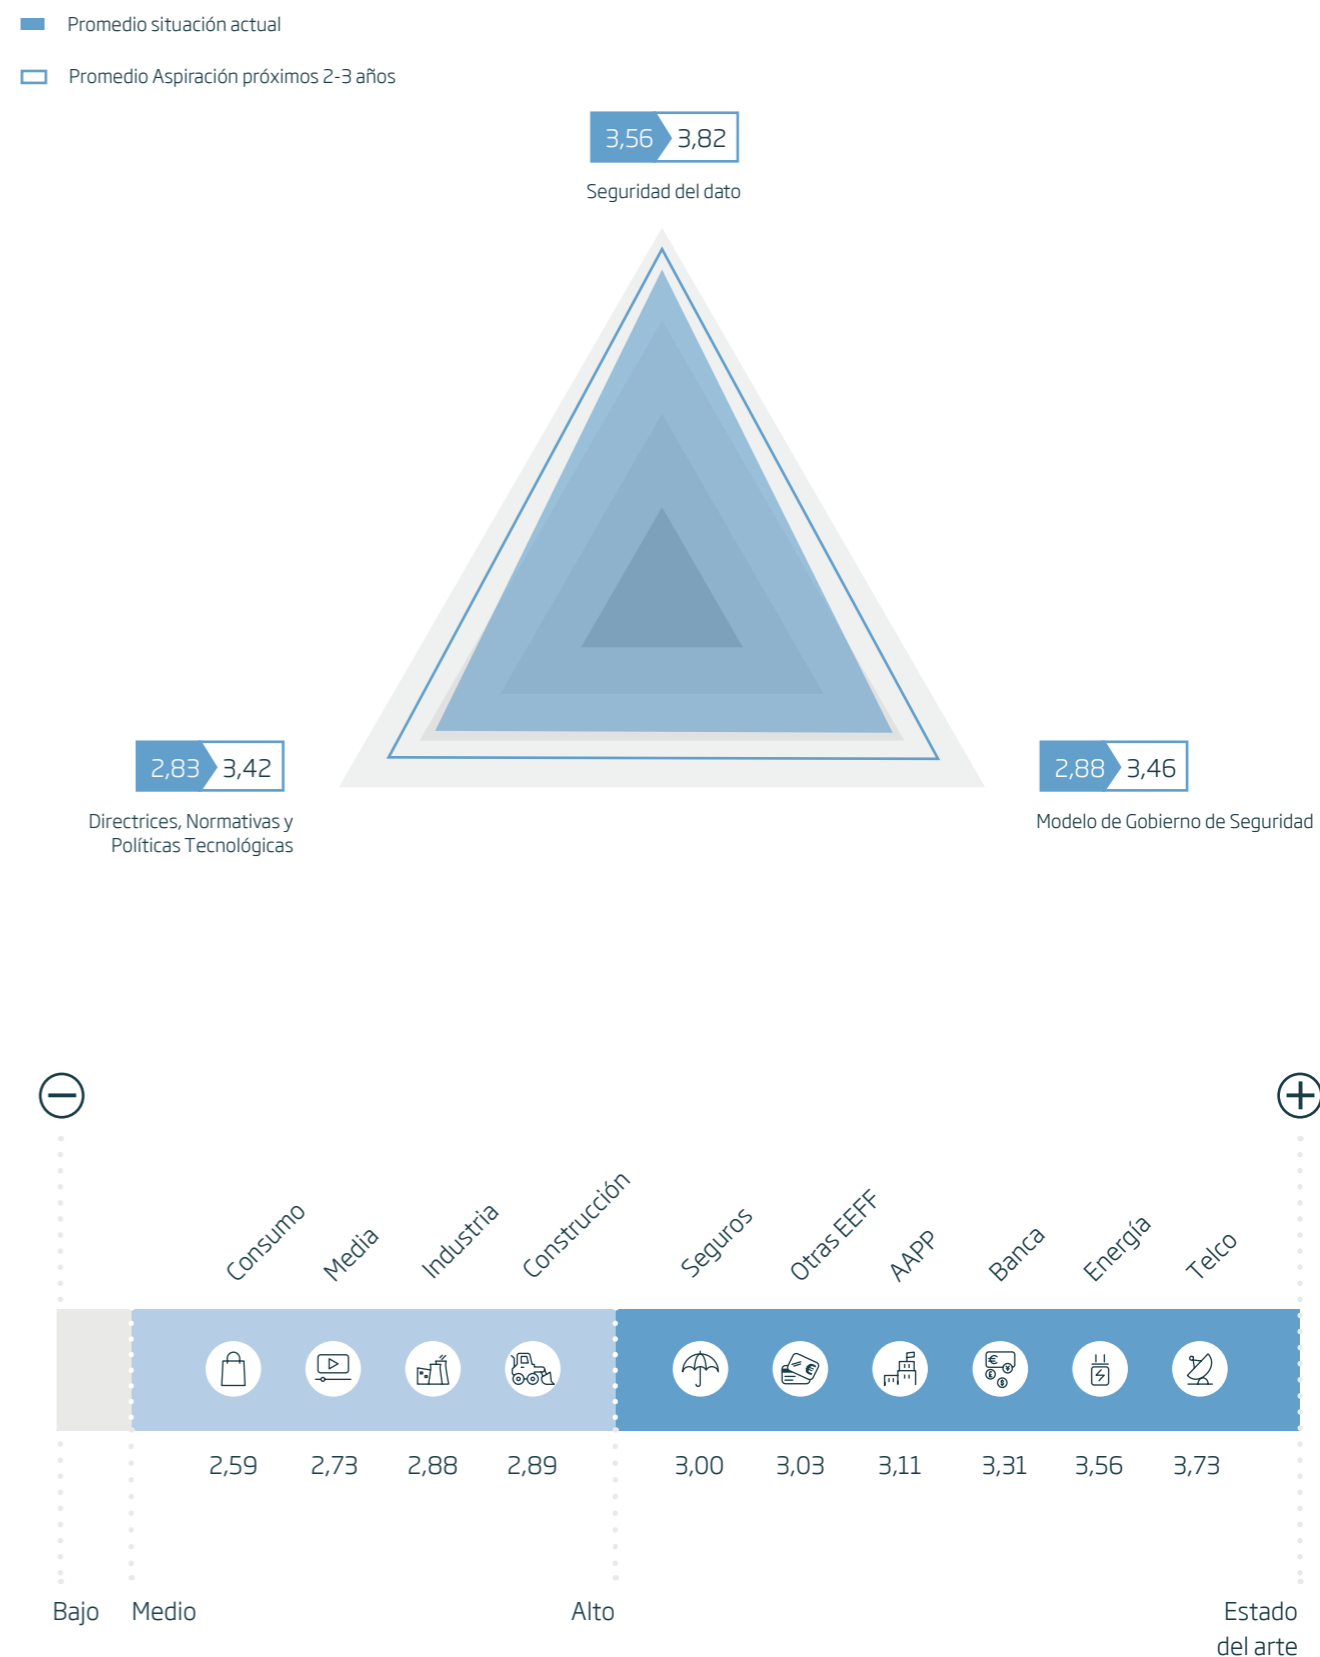 Promedio situación actual
Promedio Aspiración próximos 2-3 años
3,56 3,82
Seguridad del dato
2,83 3,42
Directrices, Normativas y
Políticas Tecnológicas
2,88 3,46
Modelo de Gobierno de Seguridad
Consumo
Media
Industria
Construcción
Seguros
Otras EEFF
AAPP
Banca
Energía
Telco
2,59 2,73 2,88 2,89 3,00 3,03 3,11 3,31 3,56 3,73
Bajo Medio Alto Estado
del arte